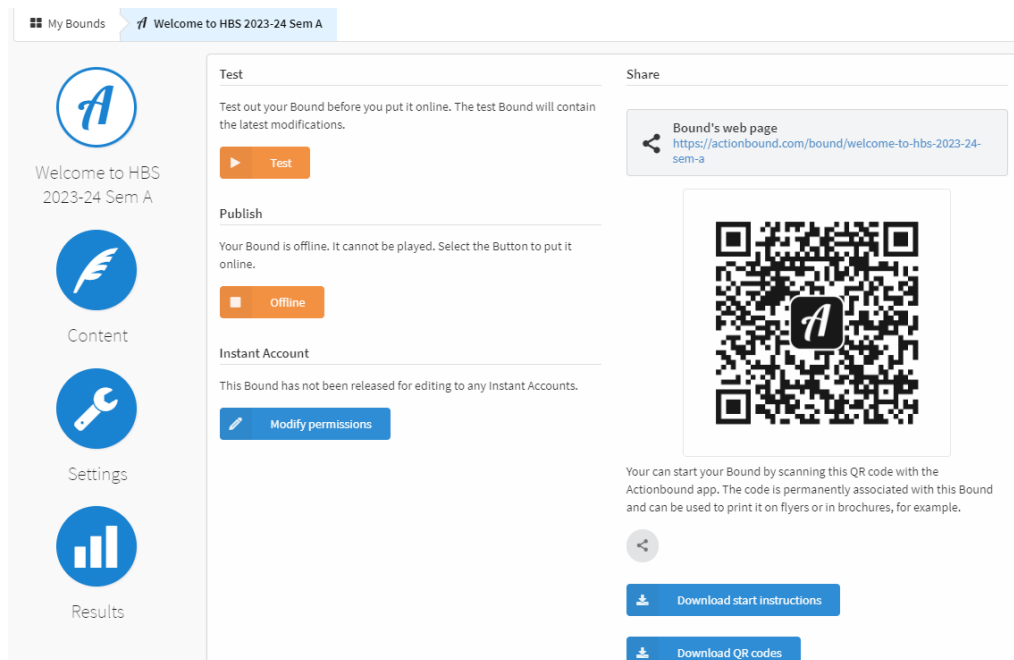 My Bounds
Welcome to HBS 2023-24 Sem A
Welcome to HBS
2023-24 Sem A
Content
Settings
Results
Test
Test out your Bound before you put it online. The test Bound will contain
the latest modifications.
Test
Publish
Your Bound is offline. It cannot be played. Select the Button to put it
online.
Offline
Instant Account
This Bound has not been released for editing to any Instant Accounts.
Modify permissions
Share
Bound's web page
https://actionbound.com/bound/welcome-to-hbs-2023-24-
sem-a
Your can start your Bound by scanning this QR code with the
Actionbound app. The code is permanently associated with this Bound
and can be used to print it on flyers or in brochures, for example.
Download start instructions
Download QR codes